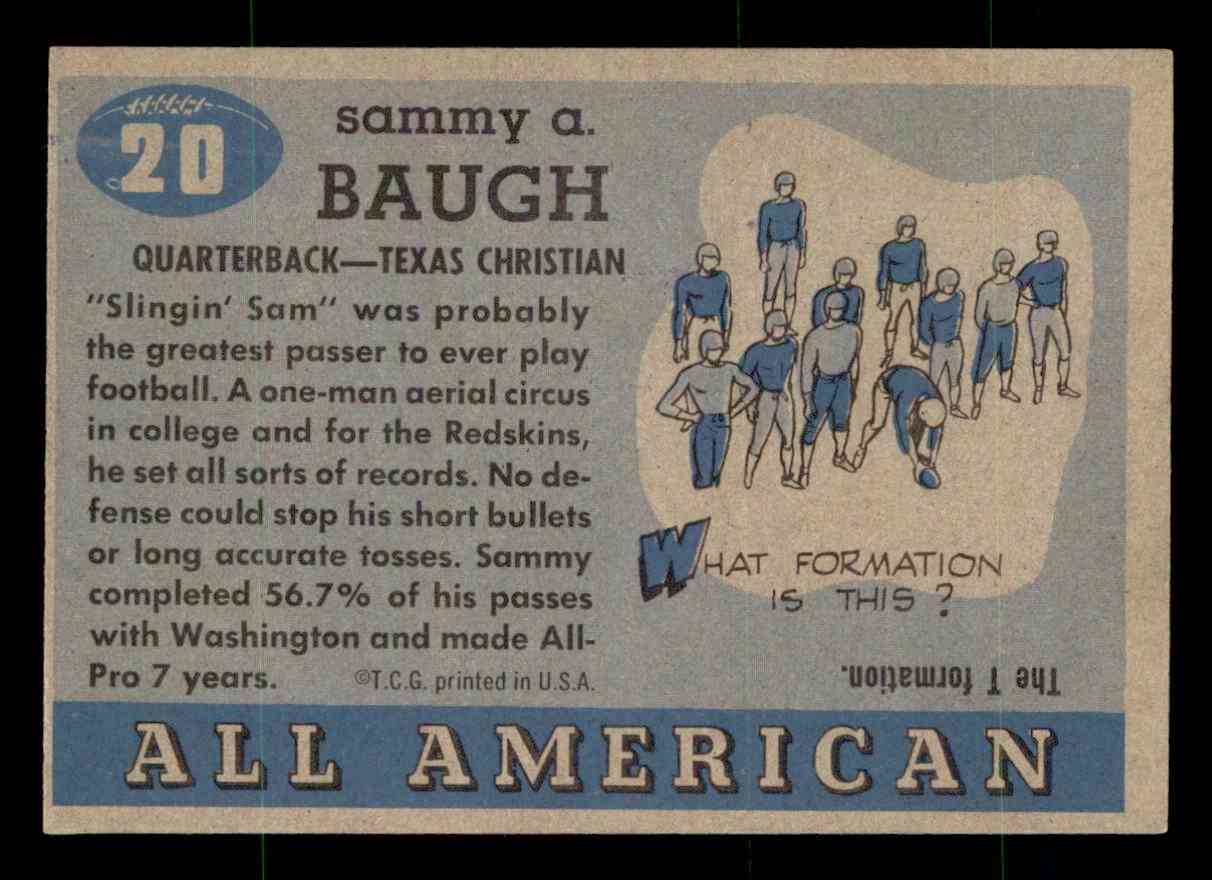 20
sammy a.
BAUGH
QUARTERBACK—TEXAS CHRISTIAN
"Slingin' Sam" was probably
the greatest passer to ever play
football. A one-man aerial circus
in college and for the Redskins,
he set all sorts of records. No de-
fense could stop his short bullets
or long accurate tosses. Sammy
completed 56.7% of his passes
with Washington and made All-
Pro 7 years.
©T.C.G. printed in U.S.A.
WHAT FORMATION
IS THIS?
The T formation.
ALL AMERICAN